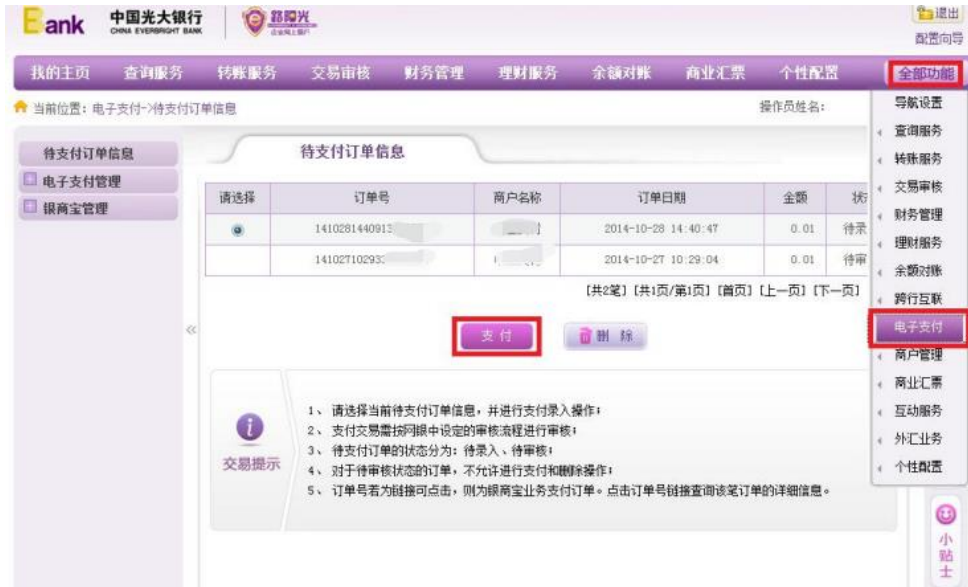 Bank 中国光大银行 CHINA EVERBRIGHT BANK 企业网上银行
退出
配置向导
我的主页 查询服务 转账服务 交易审核 财务管理 理财服务 余额对账 商业汇票 个性配置 全部功能
当前位置：电子支付->待支付订单信息 操作员姓名：
待支付订单信息
电子支付管理
银商宝管理
待支付订单信息
请选择 订单号 商户名称 订单日期 金额
1410281440913 2014-10-28 14:40:47 0.01 待录
141027102933 2014-10-27 10:29:04 0.01 待审
[共2笔] [共1页/第1页] [首页] [上一页] [下一页]
«
支付 删除
交易提示
1、 请选择当前待支付订单信息，并进行支付录入操作；
2、 支付交易需按网银中设定的审核流程进行审核；
3、 待支付订单的状态分为：待录入、待审核；
4、 对于待审核状态的订单，不允许进行支付和删除操作；
5、 订单号若为链接可点击，则为银商宝业务支付订单。点击订单号链接查询该笔订单的详细信息。
导航设置
查询服务
转账服务
交易审核
财务管理
理财服务
余额对账
跨行互联
电子支付
商户管理
商业汇票
互动服务
外汇业务
个性配置
小贴士